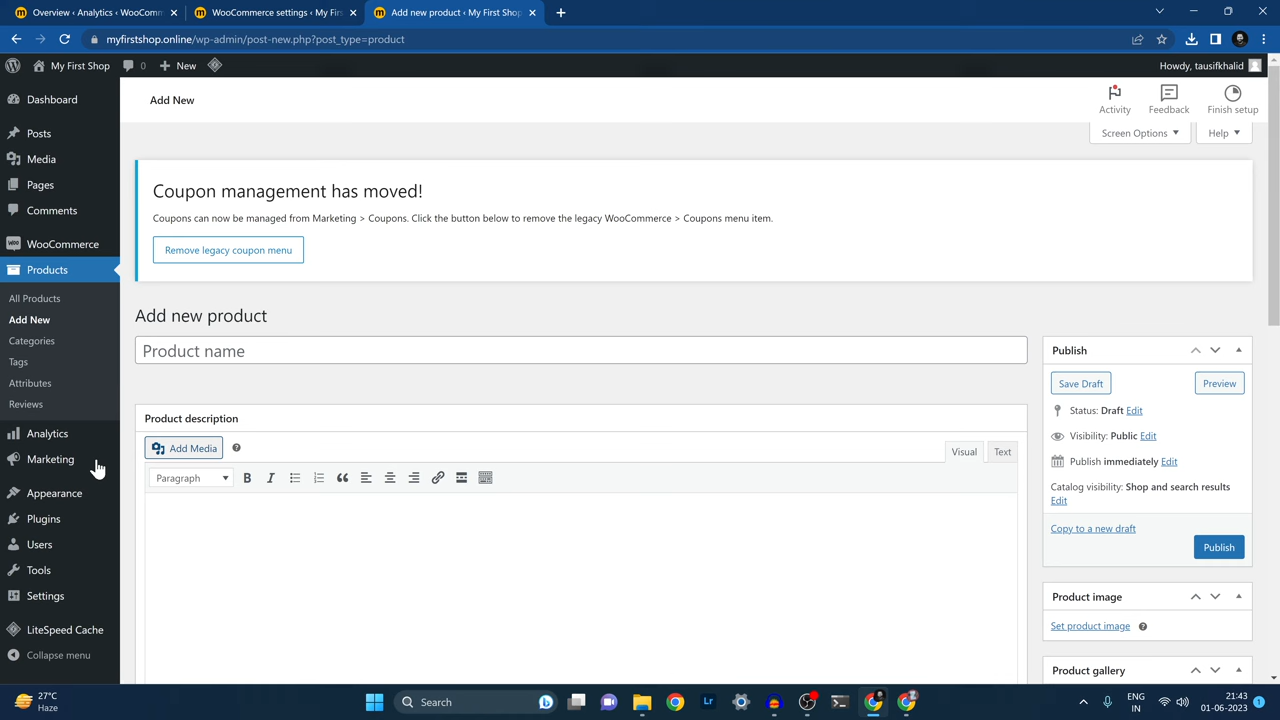 Overview ‹ Analytics ‹ WooComm
WooCommerce settings ‹ My First
Add new product ‹ My First Shop
myfirstshop.online/wp-admin/post-new.php?post_type=product
My First Shop
0
New
Howdy, tausifkhalid
Dashboard
Posts
Media
Pages
Comments
WooCommerce
Products
All Products
Add New
Categories
Tags
Attributes
Reviews
Analytics
Marketing
Appearance
Plugins
Users
Tools
Settings
LiteSpeed Cache
Collapse menu
Add New
Activity
Feedback
Finish setup
Screen Options
Help
Coupon management has moved!
Coupons can now be managed from Marketing > Coupons. Click the button below to remove the legacy WooCommerce > Coupons menu item.
Remove legacy coupon menu
Add new product
Product name
Product description
Add Media
Visual
Text
Paragraph
B
I
Publish
Save Draft
Preview
Status: Draft Edit
Visibility: Public Edit
Publish immediately Edit
Catalog visibility: Shop and search results
Edit
Copy to a new draft
Publish
Product image
Set product image
Product gallery
27°C
Haze
Search
Lr
ENG
IN
21:43
01-06-2023
1